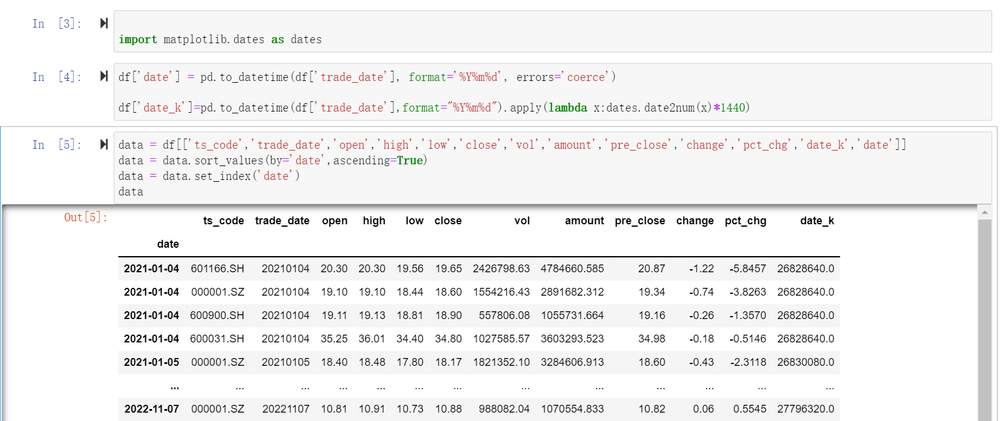 In [3]:
import matplotlib.dates as dates
In [4]:
df['date'] = pd.to_datetime(df['trade_date'], format='%Y%m%d', errors='coerce')
df['date_k']=pd.to_datetime(df['trade_date'],format="%Y%m%d").apply(lambda x:dates.date2num(x)*1440)
In [5]:
data = df[['ts_code','trade_date','open','high','low','close','vol','amount','pre_close','change','pct_chg','date_k','date']]
data = data.sort_values(by='date',ascending=True)
data = data.set_index('date')
data
Out[5]:
ts_code trade_date open high low close vol amount pre_close change pct_chg date_k
date
2021-01-04 601166.SH 20210104 20.30 20.30 19.56 19.65 2426798.63 4784660.585 20.87 -1.22 -5.8457 26828640.0
2021-01-04 000001.SZ 20210104 19.10 19.10 18.44 18.60 1554216.43 2891682.312 19.34 -0.74 -3.8263 26828640.0
2021-01-04 600900.SH 20210104 19.11 19.13 18.81 18.90 557806.08 1055731.664 19.16 -0.26 -1.3570 26828640.0
2021-01-04 600031.SH 20210104 35.25 36.01 34.40 34.80 1027585.57 3603293.523 34.98 -0.18 -0.5146 26828640.0
2021-01-05 000001.SZ 20210105 18.40 18.48 17.80 18.17 1821352.10 3284606.913 18.60 -0.43 -2.3118 26830080.0
... ... ... ... ... ... ... ... ... ... ... ... ...
2022-11-07 000001.SZ 20221107 10.81 10.91 10.73 10.88 988082.04 1070554.833 10.82 0.06 0.5545 27796320.0